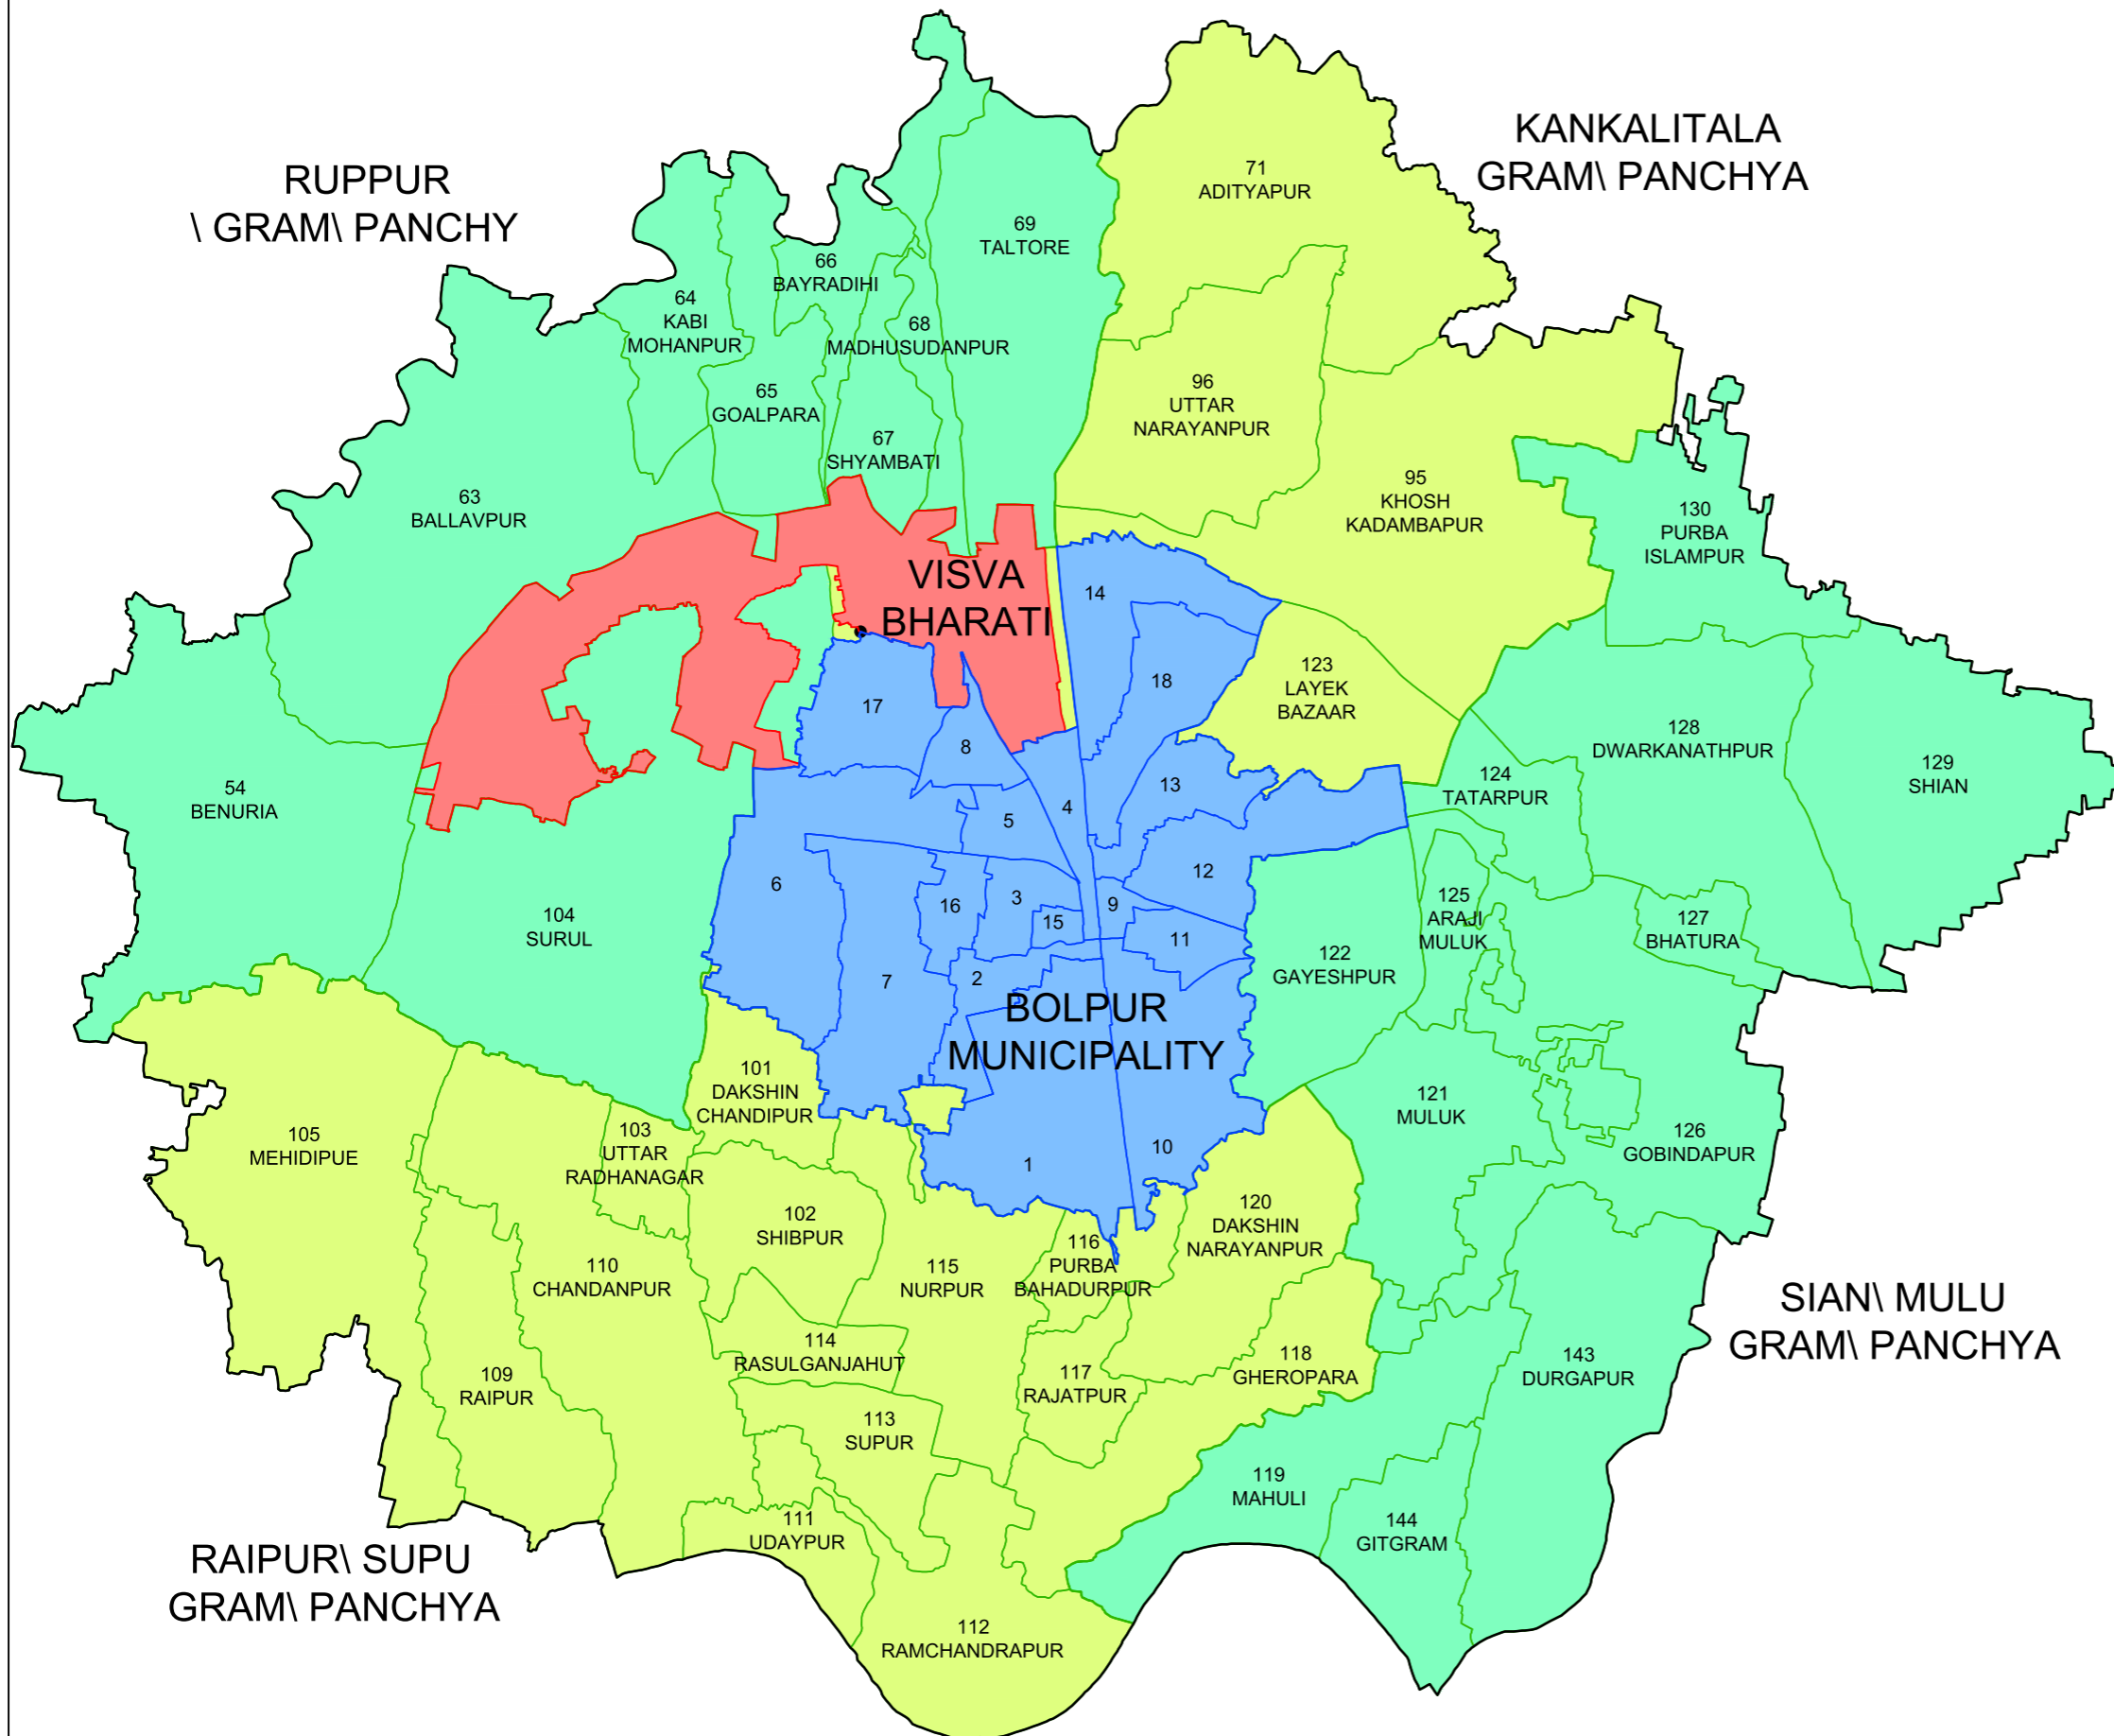 KANKALITALA
GRAM\ PANCHYA
RUPPUR
\ GRAM\ PANCHY
71
ADITYAPUR
69
TALTORE
66
BAYRADIHI
64
KABI
MOHANPUR
68
MADHUSUDANPUR
65
GOALPARA
96
UTTAR
NARAYANPUR
67
SHYAMBATI
63
BALLAVPUR
95
KHOSH
KADAMBAPUR
130
PURBA
ISLAMPUR
VISVA
BHARATI
14
18
123
LAYEK
BAZAAR
17
8
128
DWARKANATHPUR
129
SHIAN
54
BENURIA
13
124
TATARPUR
4
5
6
12
16
3
9
15
11
125
ARAJI
MULUK
127
BHATURA
104
SURUL
122
GAYESHPUR
7
2
BOLPUR
MUNICIPALITY
101
DAKSHIN
CHANDIPUR
121
MULUK
105
MEHIDIPUE
103
UTTAR
RADHANAGAR
126
GOBINDAPUR
1
10
102
SHIBPUR
120
DAKSHIN
NARAYANPUR
116
PURBA
BAHADURPUR
110
CHANDANPUR
115
NURPUR
SIAN\ MULU
GRAM\ PANCHYA
114
RASULGANJAHUT
118
GHEROPARA
143
DURGAPUR
109
RAIPUR
117
RAJATPUR
113
SUPUR
119
MAHULI
111
UDAYPUR
144
GITGRAM
RAIPUR\ SUPU
GRAM\ PANCHYA
112
RAMCHANDRAPUR